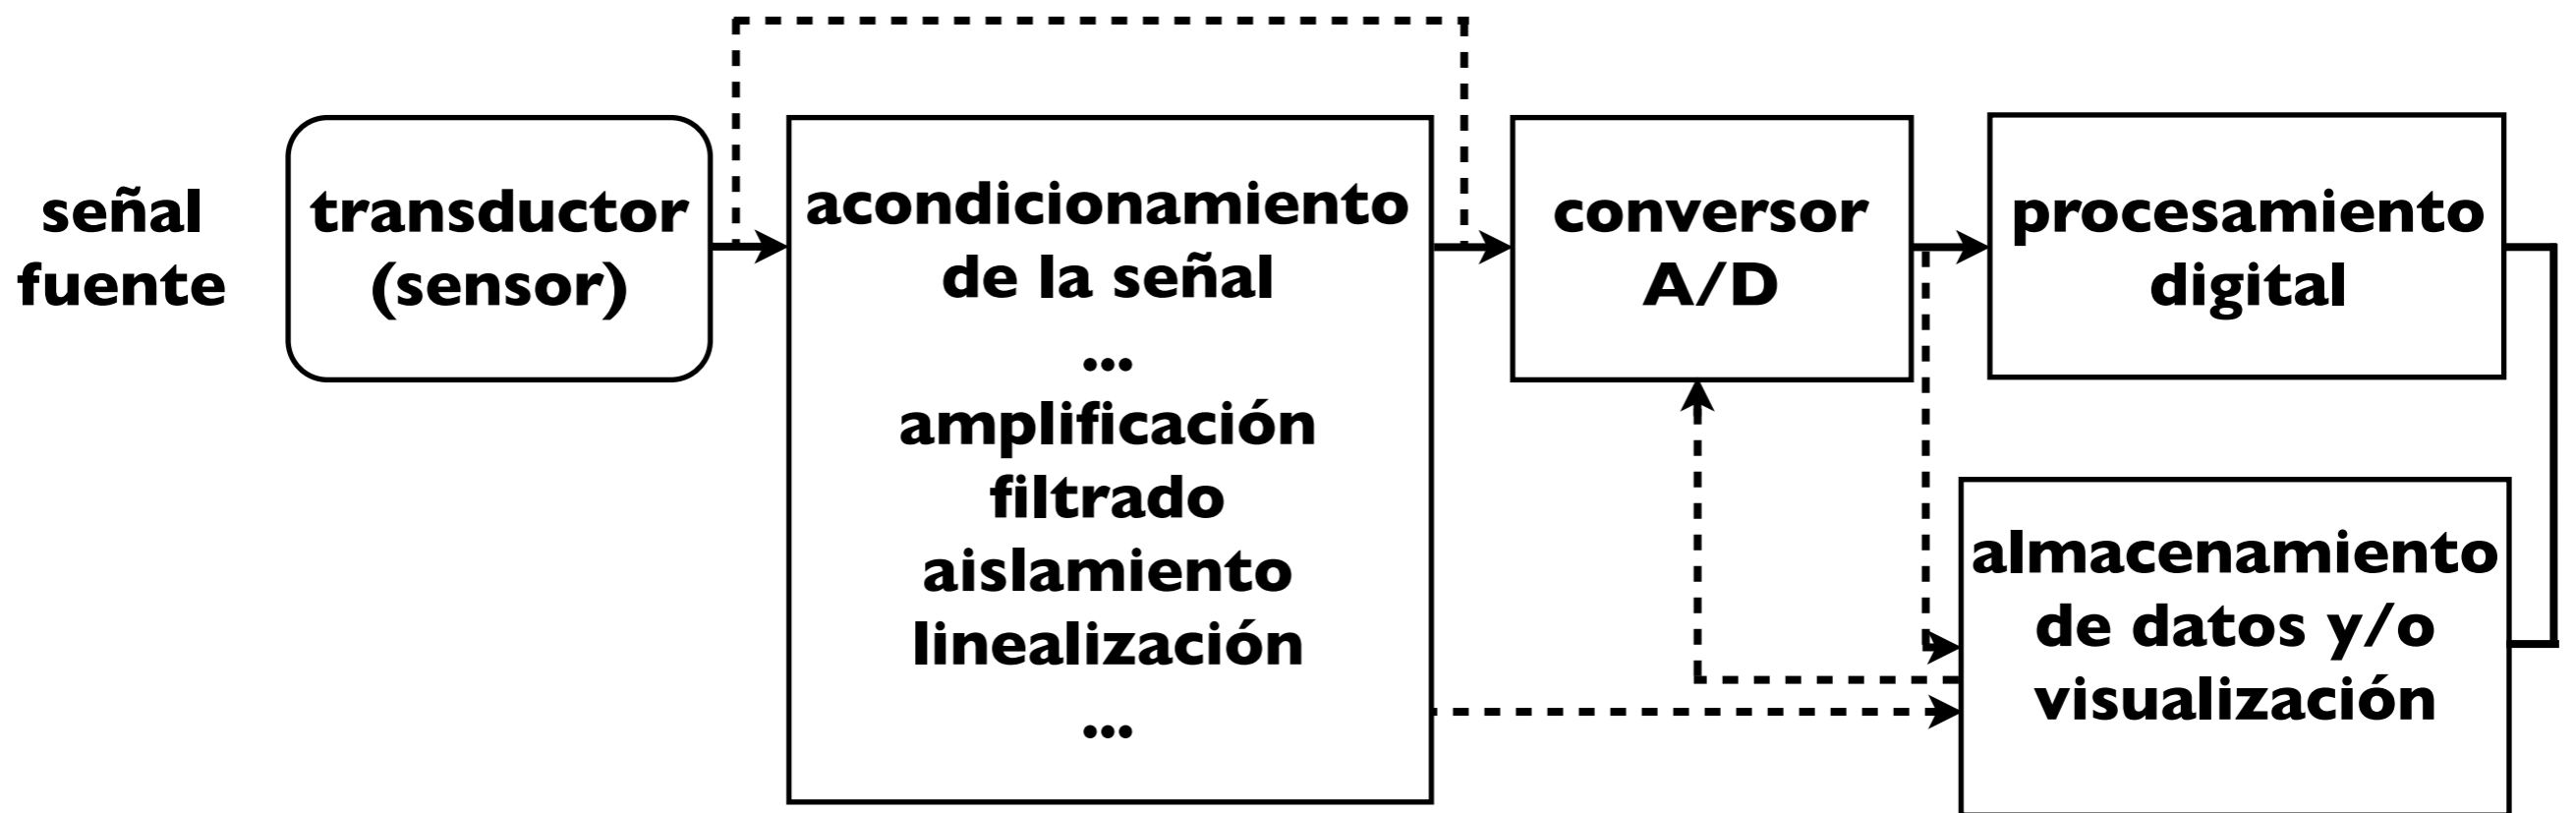 señal
fuente
transductor
(sensor)
acondicionamiento
de la señal
...
amplificación
filtrado
aislamiento
linealización
...
conversor
A/D
procesamiento
digital
almacenamiento
de datos y/o
visualización